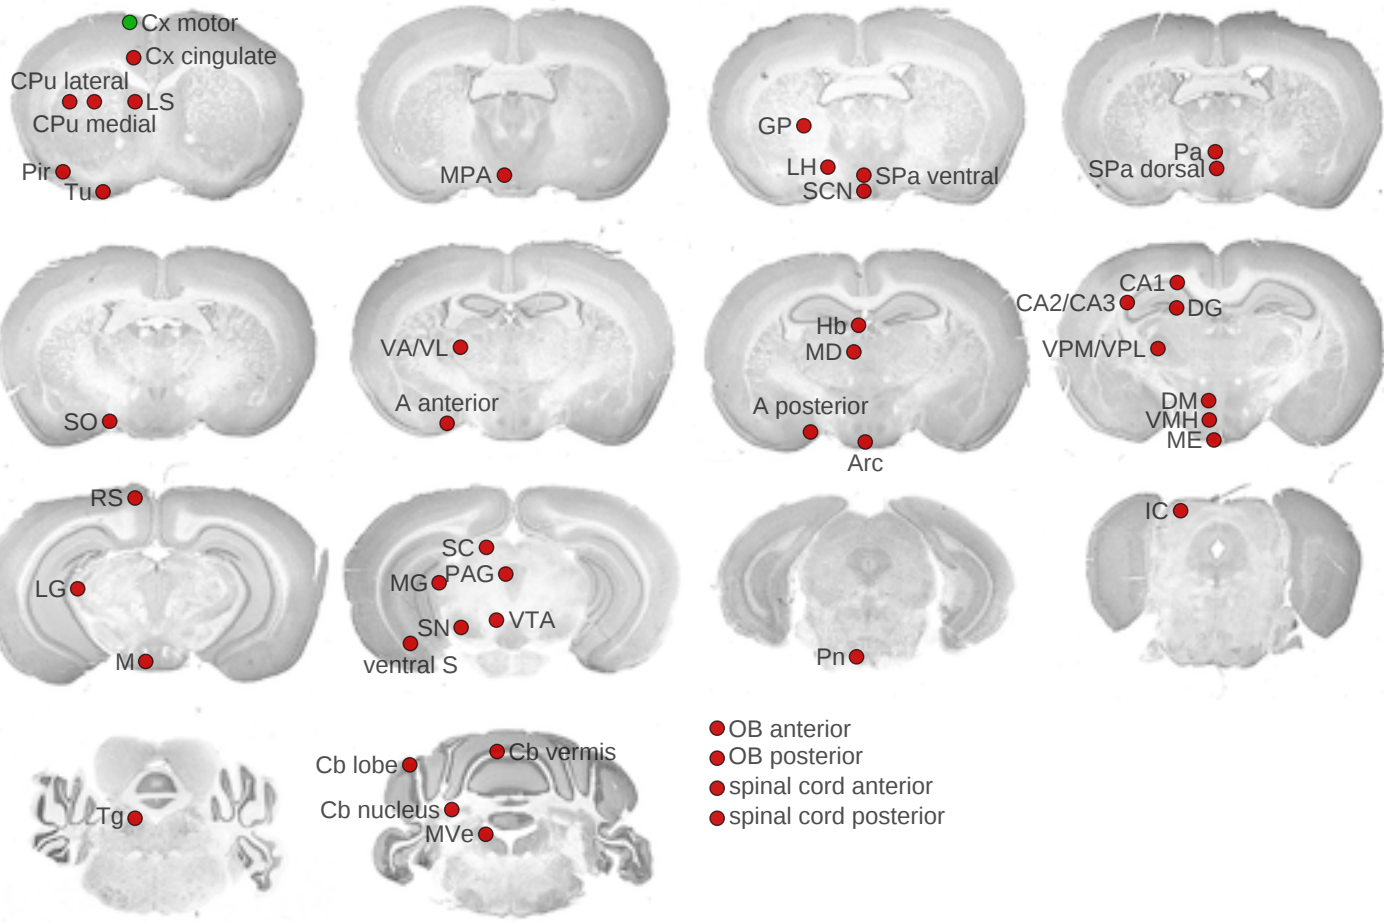 Cx motor
Cx cingulate
CPu lateral
LS
CPu medial
Pir
Tu
MPA
GP
LH
SPa ventral
SCN
Pa
SPa dorsal
SO
VA/VL
A anterior
Hb
MD
A posterior
Arc
CA1
CA2/CA3
DG
VPM/VPL
DM
VMH
ME
RS
LG
M
SC
MG
PAG
SN
VTA
ventral S
Pn
IC
Tg
Cb lobe
Cb vermis
Cb nucleus
MVe
OB anterior
OB posterior
spinal cord anterior
spinal cord posterior